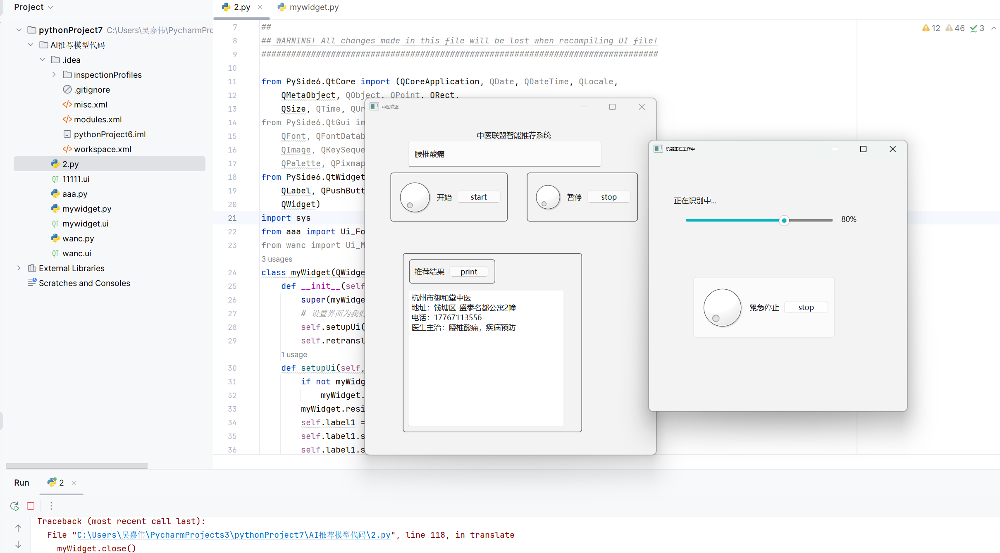 Project
2.py
mywidget.py
pythonProject7 C:\Users\吴嘉伟\PycharmPro
AI推荐模型代码
.idea
inspectionProfiles
.gitignore
misc.xml
modules.xml
pythonProject6.iml
workspace.xml
2.py
11111.ui
aaa.py
mywidget.py
mywidget.ui
wanc.py
wanc.ui
External Libraries
Scratches and Consoles
12 46 3
7 ##
8 ## WARNING! All changes made in this file will be lost when recompiling UI file!
9 ################################################################################
10
11 from PySide6.QtCore import (QCoreApplication, QDate, QDateTime, QLocale,
12 QMetaObject, QObject, QPoint, QRect,
13 QSize, QTime, QUr
14 from PySide6.QtGui im
15 QFont, QFontDatab
16 QImage, QKeySeque
17 QPalette, QPixmap
18 from PySide6.QtWidget
19 QLabel, QPushButt
20 QWidget)
21 import sys
22 from aaa import Ui_Fo
23 from wanc import Ui_M
3 usages
24 class myWidget(QWidge
25 def __init__(self
26 super(myWidge
27 # 设置界面为我们
28 self.setupUi(
29 self.retransl
1 usage
30 def setupUi(self,
31 if not myWidg
32 myWidget.
33 myWidget.resi
34 self.label1 =
35 self.label1.s
36 self.label1.s
中医联盟
中医联盟智能推荐系统
腰椎酸痛
开始 start
暂停 stop
推荐结果 print
杭州市御和堂中医
地址：钱塘区-盛泰名都公寓2幢
电话：17767113556
医生主治：腰椎酸痛，疾病预防
机器正在工作中
正在识别中...
80%
紧急停止 stop
Run 2
Traceback (most recent call last):
File "C:\Users\吴嘉伟\PycharmProjects3\pythonProject7\AI推荐模型代码\2.py", line 118, in translate
myWidget.close()